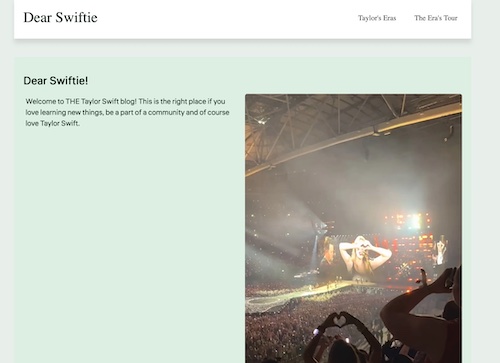 Dear Swiftie
Taylor's Eras
The Era's Tour
Dear Swiftie!
Welcome to THE Taylor Swift blog! This is the right place if you
love learning new things, be a part of a community and of course
love Taylor Swift.